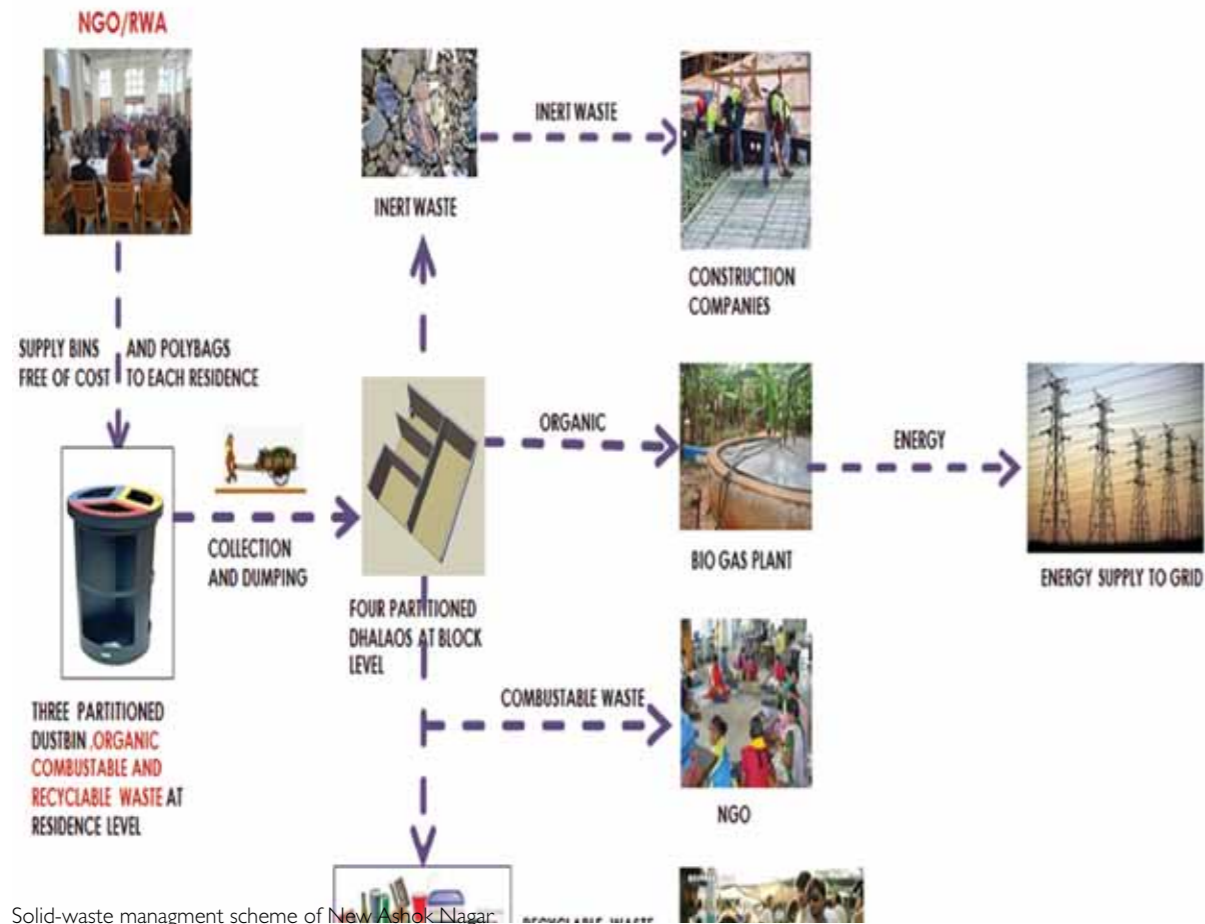 NGO/RWA
SUPPLY BINS AND POLYBAGS
FREE OF COST TO EACH RESIDENCE
COLLECTION
AND DUMPING
THREE PARTITIONED
DUSTBIN ,ORGANIC
COMBUSTABLE AND
RECYCLABLE WASTE AT
RESIDENCE LEVEL
INERT WASTE
INERT WASTE
CONSTRUCTION
COMPANIES
FOUR PARTITIONED
DHALAOS AT BLOCK
LEVEL
ORGANIC
BIO GAS PLANT
ENERGY
ENERGY SUPPLY TO GRID
COMBUSTABLE WASTE
NGO
RECYCLABLE WASTE
Solid-waste managment scheme of New Ashok Nagar